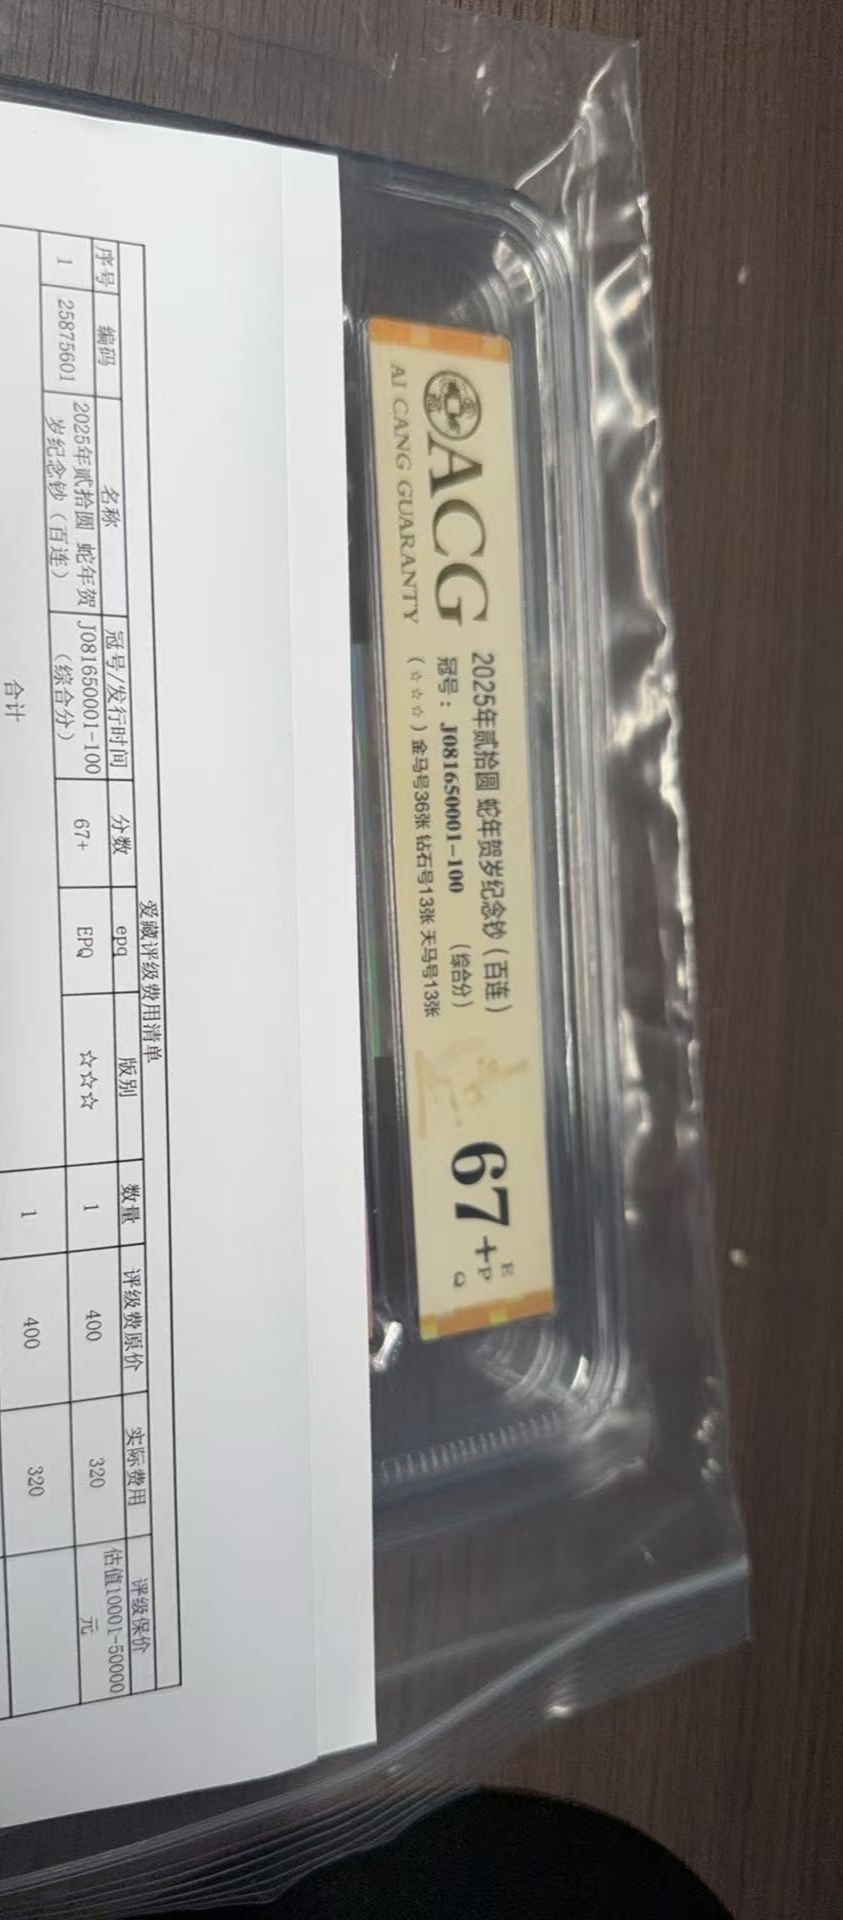 ACG
AI CANG GUARANTY
2025年贰拾圆 蛇年贺岁纪念钞（百连）
冠号：J081650001-100 （综合分）
（☆☆☆）金马号36张 钻石号13张 天马号13张
67+
EPQ
爱藏评级费用清单
序号 编码 名称 冠号/发行时间 分数 epq 版别 数量 评级费原价 实际费用 评级保价
1 25875601 2025年贰拾圆 蛇年贺岁纪念钞（百连） J081650001-100（综合分） 67+ EPQ ☆☆☆ 1 400 320 估值10001-50000元
合计 1 400 320